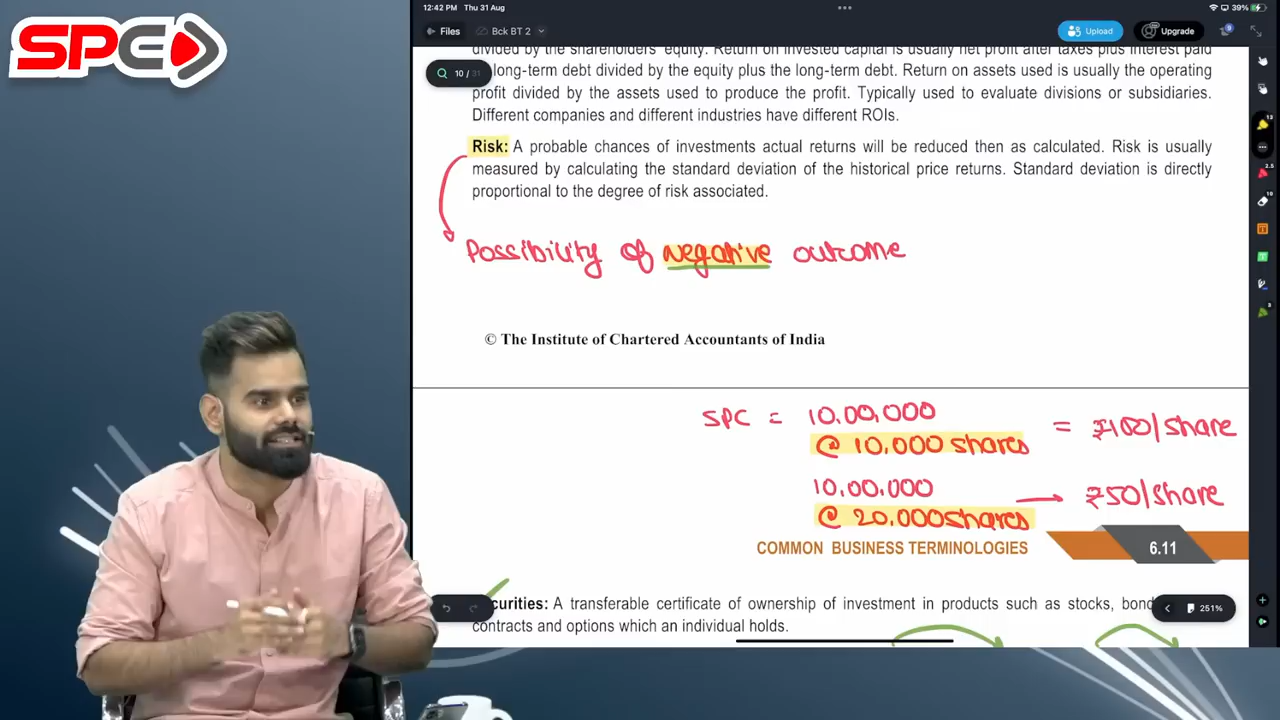 SPC
12:42 PM Thu 31 Aug
39%
Files
Bck BT 2
Upload
Upgrade
10 / 31
divided by the shareholders' equity. Return on invested capital is usually net profit after taxes plus interest paid
long-term debt divided by the equity plus the long-term debt. Return on assets used is usually the operating
profit divided by the assets used to produce the profit. Typically used to evaluate divisions or subsidiaries.
Different companies and different industries have different ROIs.
Risk: A probable chances of investments actual returns will be reduced then as calculated. Risk is usually
measured by calculating the standard deviation of the historical price returns. Standard deviation is directly
proportional to the degree of risk associated.
Possibility of negative outcome
© The Institute of Chartered Accountants of India
SPC = 10,00,000
@ 10,000 shares = ₹100/share
10,00,000
@ 20,000 shares → ₹50/share
COMMON BUSINESS TERMINOLOGIES 6.11
curities: A transferable certificate of ownership of investment in products such as stocks, bond
contracts and options which an individual holds.
251%